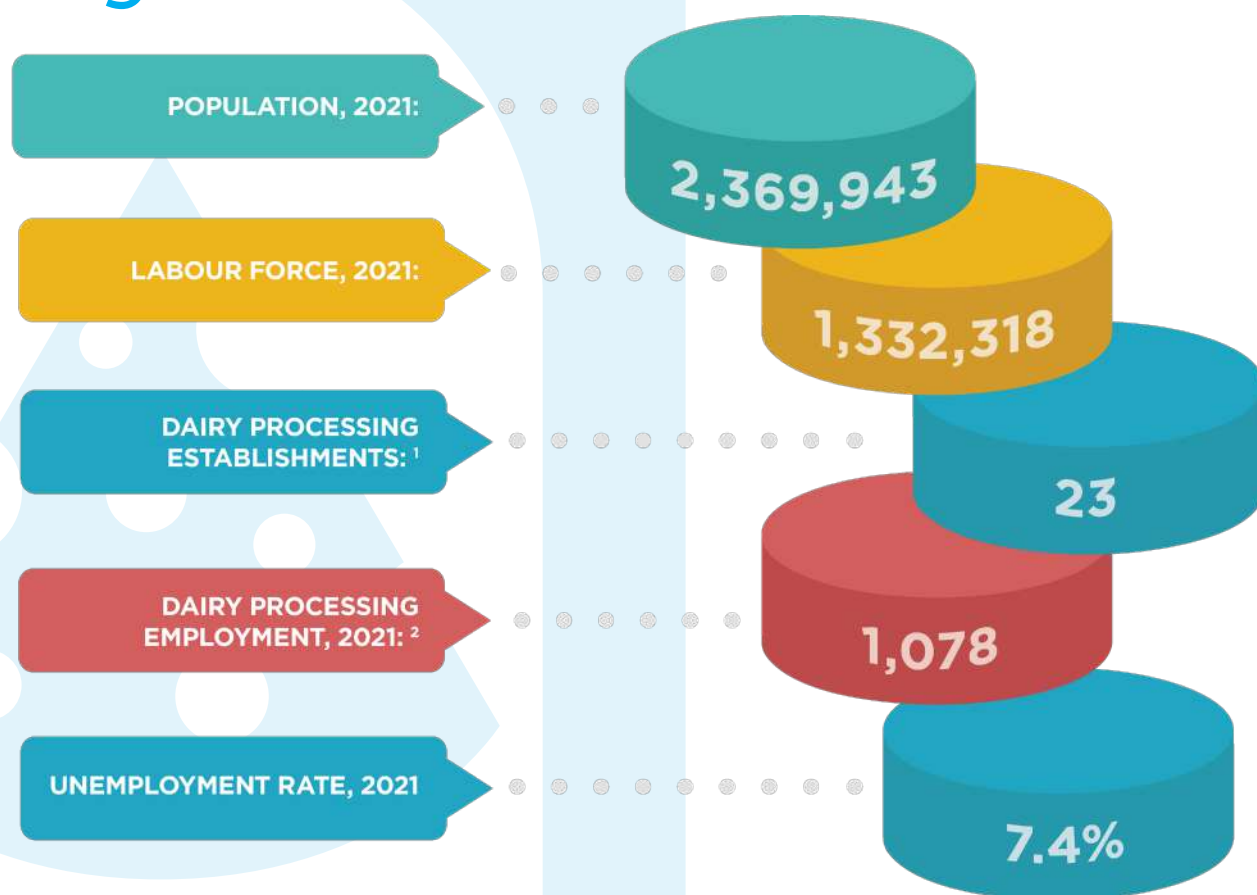 POPULATION, 2021:
2,369,943
LABOUR FORCE, 2021:
1,332,318
DAIRY PROCESSING
ESTABLISHMENTS: ¹
23
DAIRY PROCESSING
EMPLOYMENT, 2021: ²
1,078
UNEMPLOYMENT RATE, 2021
7.4%